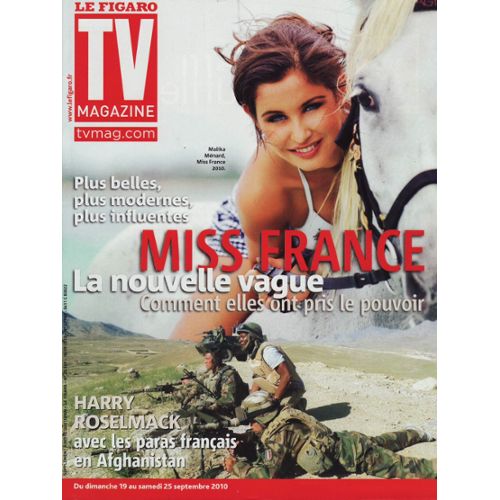 LE FIGARO
TV
MAGAZINE
tvmag.com
www.lefigaro.fr
Malika
Ménard,
Miss France
2010.
Plus belles,
plus modernes,
plus influentes
MISS FRANCE
La nouvelle vague
Comment elles ont pris le pouvoir
HARRY
ROSELMACK
avec les paras français
en Afghanistan
Du dimanche 19 au samedi 25 septembre 2010